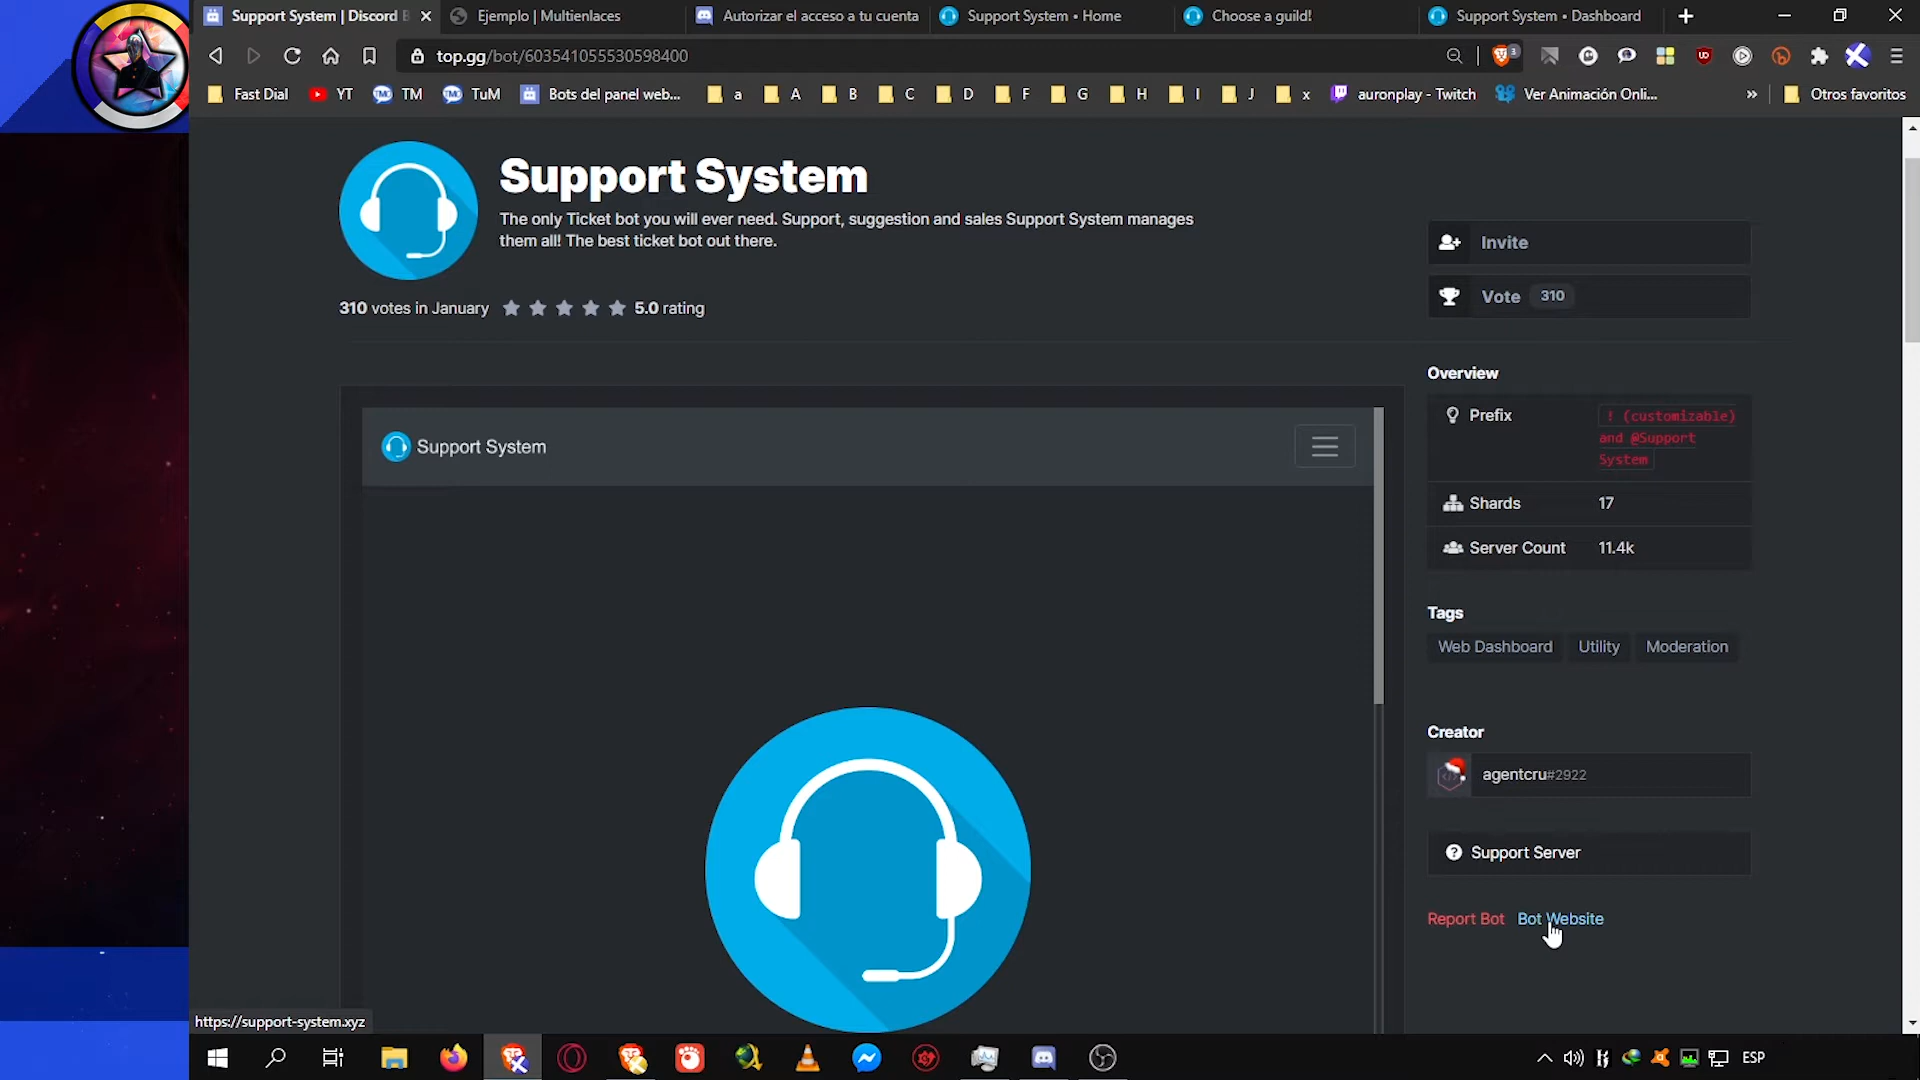 Support System | Discord B
Ejemplo | Multienlaces
Autorizar el acceso a tu cuenta
Support System • Home
Choose a guild!
Support System • Dashboard
top.gg/bot/603541055530598400
3
Fast Dial
YT
TM
TuM
Bots del panel web...
a
A
B
C
D
F
G
H
I
J
x
auronplay - Twitch
Ver Animación Onli...
»
Otros favoritos
Support System
The only Ticket bot you will ever need. Support, suggestion and sales Support System manages
them all! The best ticket bot out there.
310 votes in January
5.0 rating
Invite
Vote 310
Overview
Prefix
! (customizable)
and @Support
System
Shards 17
Server Count 11.4k
Tags
Web Dashboard
Utility
Moderation
Creator
agentcru#2922
Support Server
Report Bot
Bot Website
Support System
https://support-system.xyz
ESP